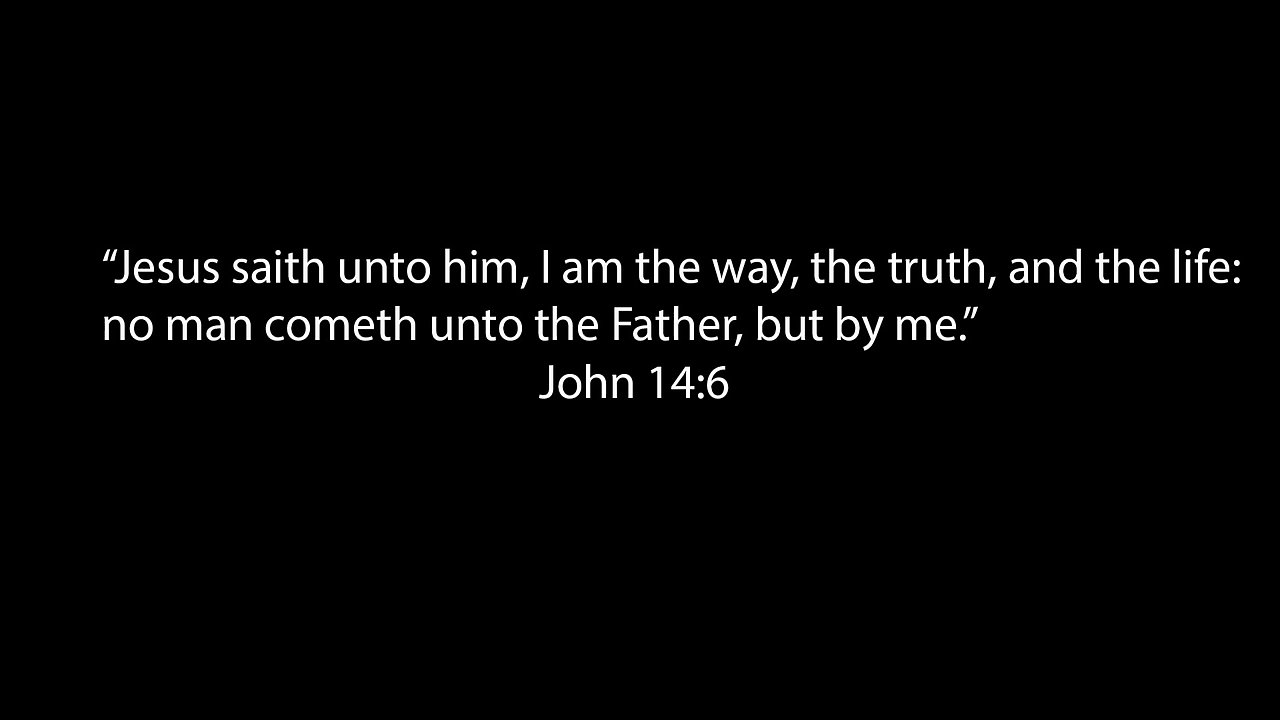 “Jesus saith unto him, I am the way, the truth, and the life:
no man cometh unto the Father, but by me.”
John 14:6